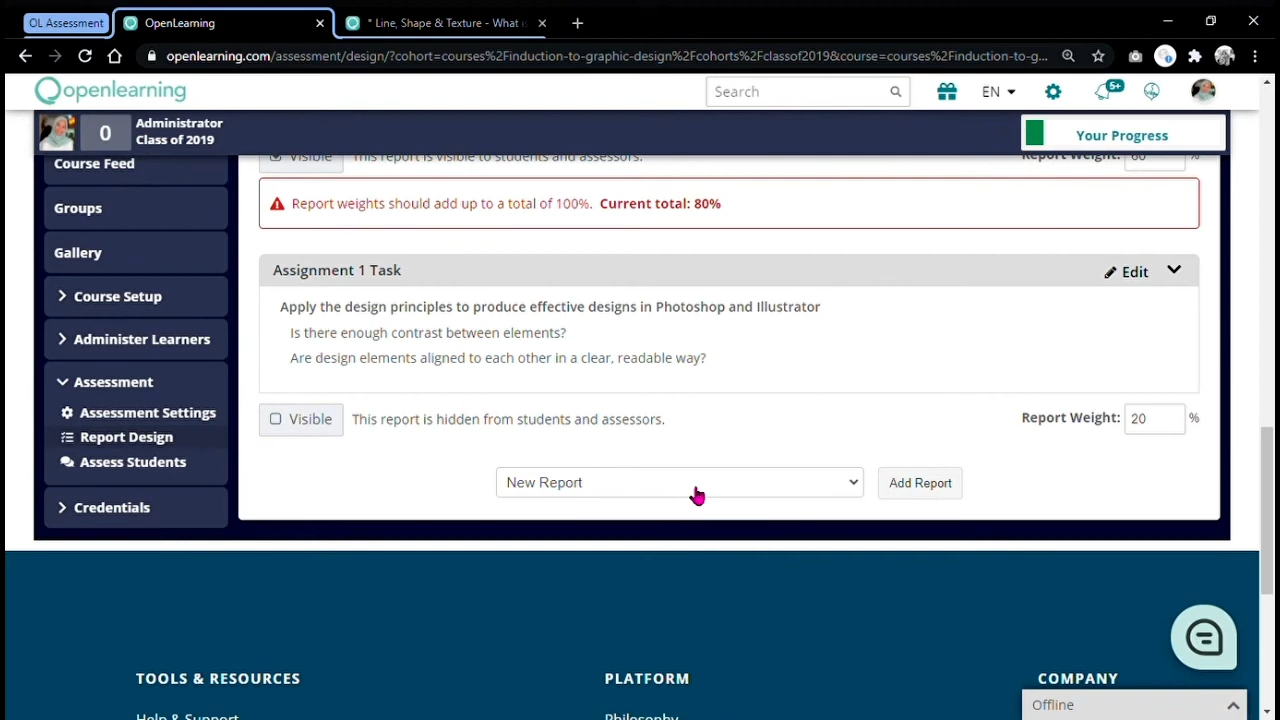 OL Assessment
OpenLearning
* Line, Shape & Texture - What is
openlearning.com/assessment/design/?cohort=courses%2Finduction-to-graphic-design%2Fcohorts%2Fclassof2019&course=courses%2Finduction-to-g...
openlearning
Search
EN
5+
0
Administrator
Class of 2019
Your Progress
Course Feed
Groups
Gallery
Course Setup
Administer Learners
Assessment
Assessment Settings
Report Design
Assess Students
Credentials
Visible
This report is visible to students and assessors.
Report Weight: 60 %
Report weights should add up to a total of 100%. Current total: 80%
Assignment 1 Task
Edit
Apply the design principles to produce effective designs in Photoshop and Illustrator
Is there enough contrast between elements?
Are design elements aligned to each other in a clear, readable way?
Visible
This report is hidden from students and assessors.
Report Weight: 20 %
New Report
Add Report
TOOLS & RESOURCES
PLATFORM
COMPANY
Help & Support
Philosophy
Offline